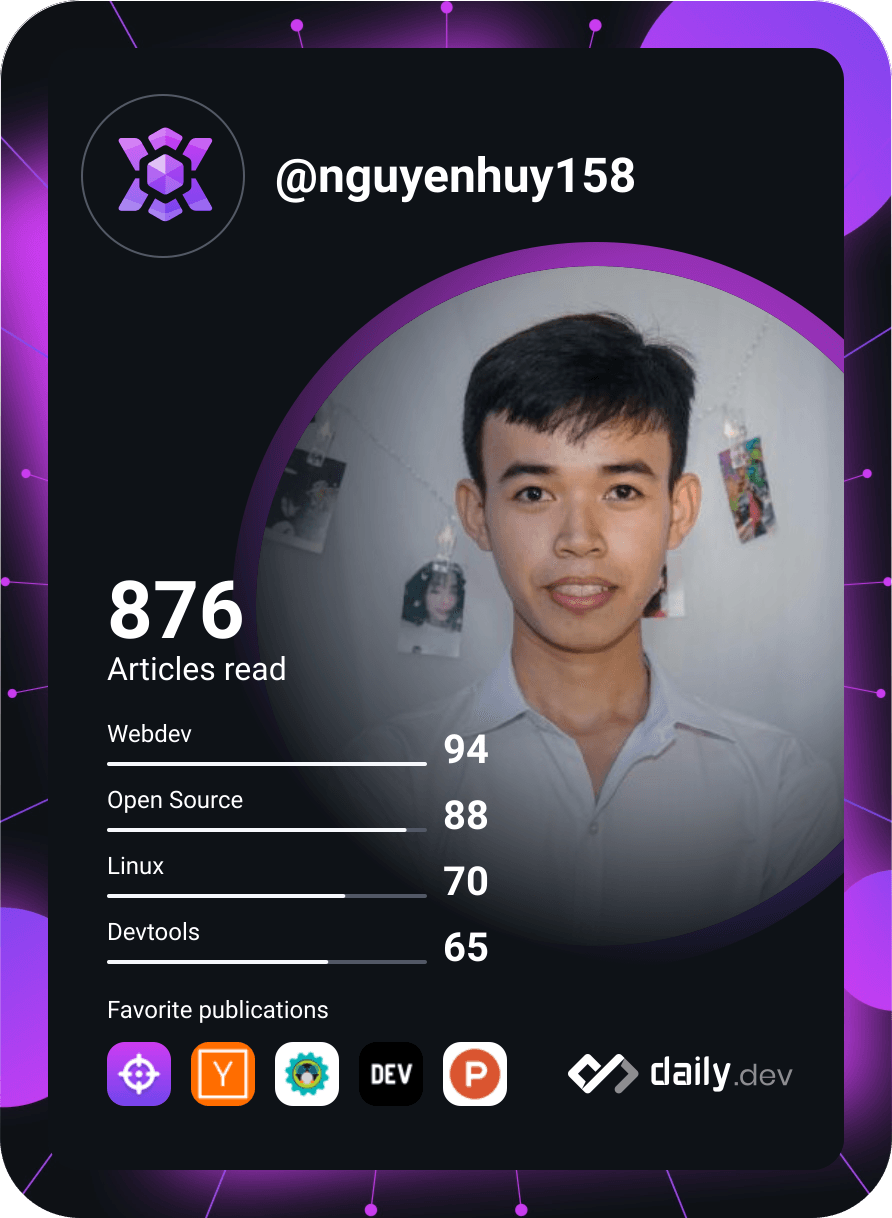 @nguyenhuy158
876
Articles read
Webdev
94
Open Source
88
Linux
70
Devtools
65
Favorite publications
Y
DEV
P
daily.dev